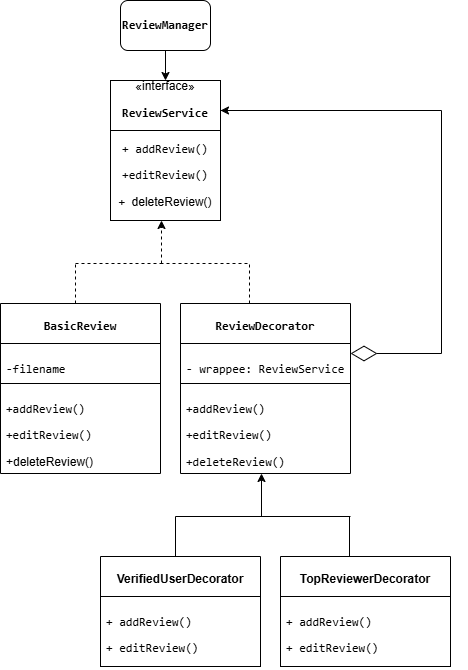 ReviewManager
«interface»
ReviewService
+ addReview()
+editReview()
+ deleteReview()
BasicReview
-filename
+addReview()
+editReview()
+deleteReview()
ReviewDecorator
- wrappee: ReviewService
+addReview()
+editReview()
+deleteReview()
VerifiedUserDecorator
+ addReview()
+ editReview()
TopReviewerDecorator
+ addReview()
+ editReview()